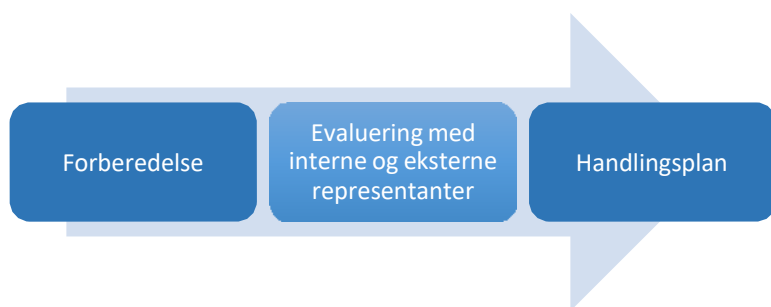 Forberedelse
Evaluering med
interne og eksterne
representanter
Handlingsplan